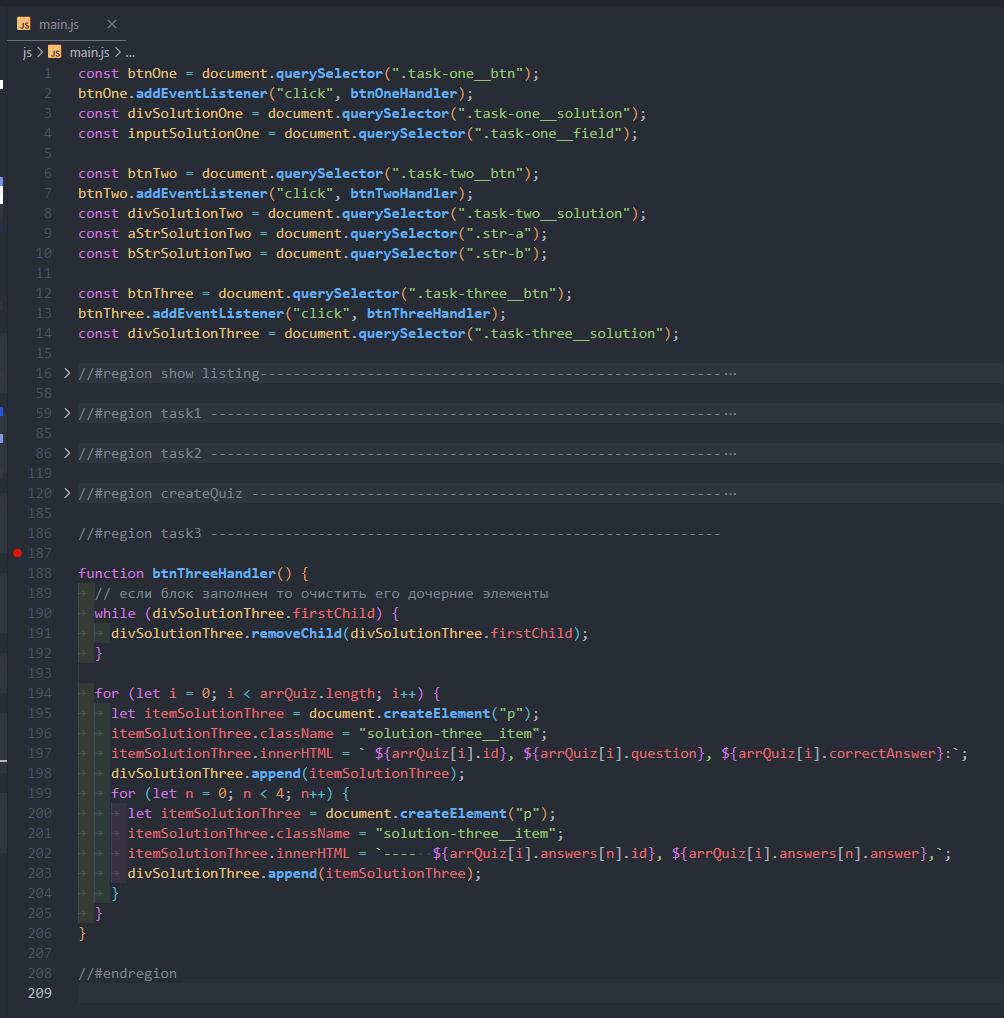 JS main.js ×
js > JS main.js > ...
1 const btnOne = document.querySelector(".task-one__btn");
2 btnOne.addEventListener("click", btnOneHandler);
3 const divSolutionOne = document.querySelector(".task-one__solution");
4 const inputSolutionOne = document.querySelector(".task-one__field");
5
6 const btnTwo = document.querySelector(".task-two__btn");
7 btnTwo.addEventListener("click", btnTwoHandler);
8 const divSolutionTwo = document.querySelector(".task-two__solution");
9 const aStrSolutionTwo = document.querySelector(".str-a");
10 const bStrSolutionTwo = document.querySelector(".str-b");
11
12 const btnThree = document.querySelector(".task-three__btn");
13 btnThree.addEventListener("click", btnThreeHandler);
14 const divSolutionThree = document.querySelector(".task-three__solution");
15
16 > //#region show listing--------------------------------------------------------···
58
59 > //#region task1 --------------------------------------------------------------···
85
86 > //#region task2 --------------------------------------------------------------···
119
120 > //#region createQuiz ---------------------------------------------------------···
185
186 //#region task3 --------------------------------------------------------------
187
188 function btnThreeHandler() {
189 // если блок заполнен то очистить его дочерние элементы
190 while (divSolutionThree.firstChild) {
191 divSolutionThree.removeChild(divSolutionThree.firstChild);
192 }
193
194 for (let i = 0; i < arrQuiz.length; i++) {
195 let itemSolutionThree = document.createElement("p");
196 itemSolutionThree.className = "solution-three__item";
197 itemSolutionThree.innerHTML = ` ${arrQuiz[i].id}, ${arrQuiz[i].question}, ${arrQuiz[i].correctAnswer}:`;
198 divSolutionThree.append(itemSolutionThree);
199 for (let n = 0; n < 4; n++) {
200 let itemSolutionThree = document.createElement("p");
201 itemSolutionThree.className = "solution-three__item";
202 itemSolutionThree.innerHTML = `---- ${arrQuiz[i].answers[n].id}, ${arrQuiz[i].answers[n].answer},`;
203 divSolutionThree.append(itemSolutionThree);
204 }
205 }
206 }
207
208 //#endregion
209